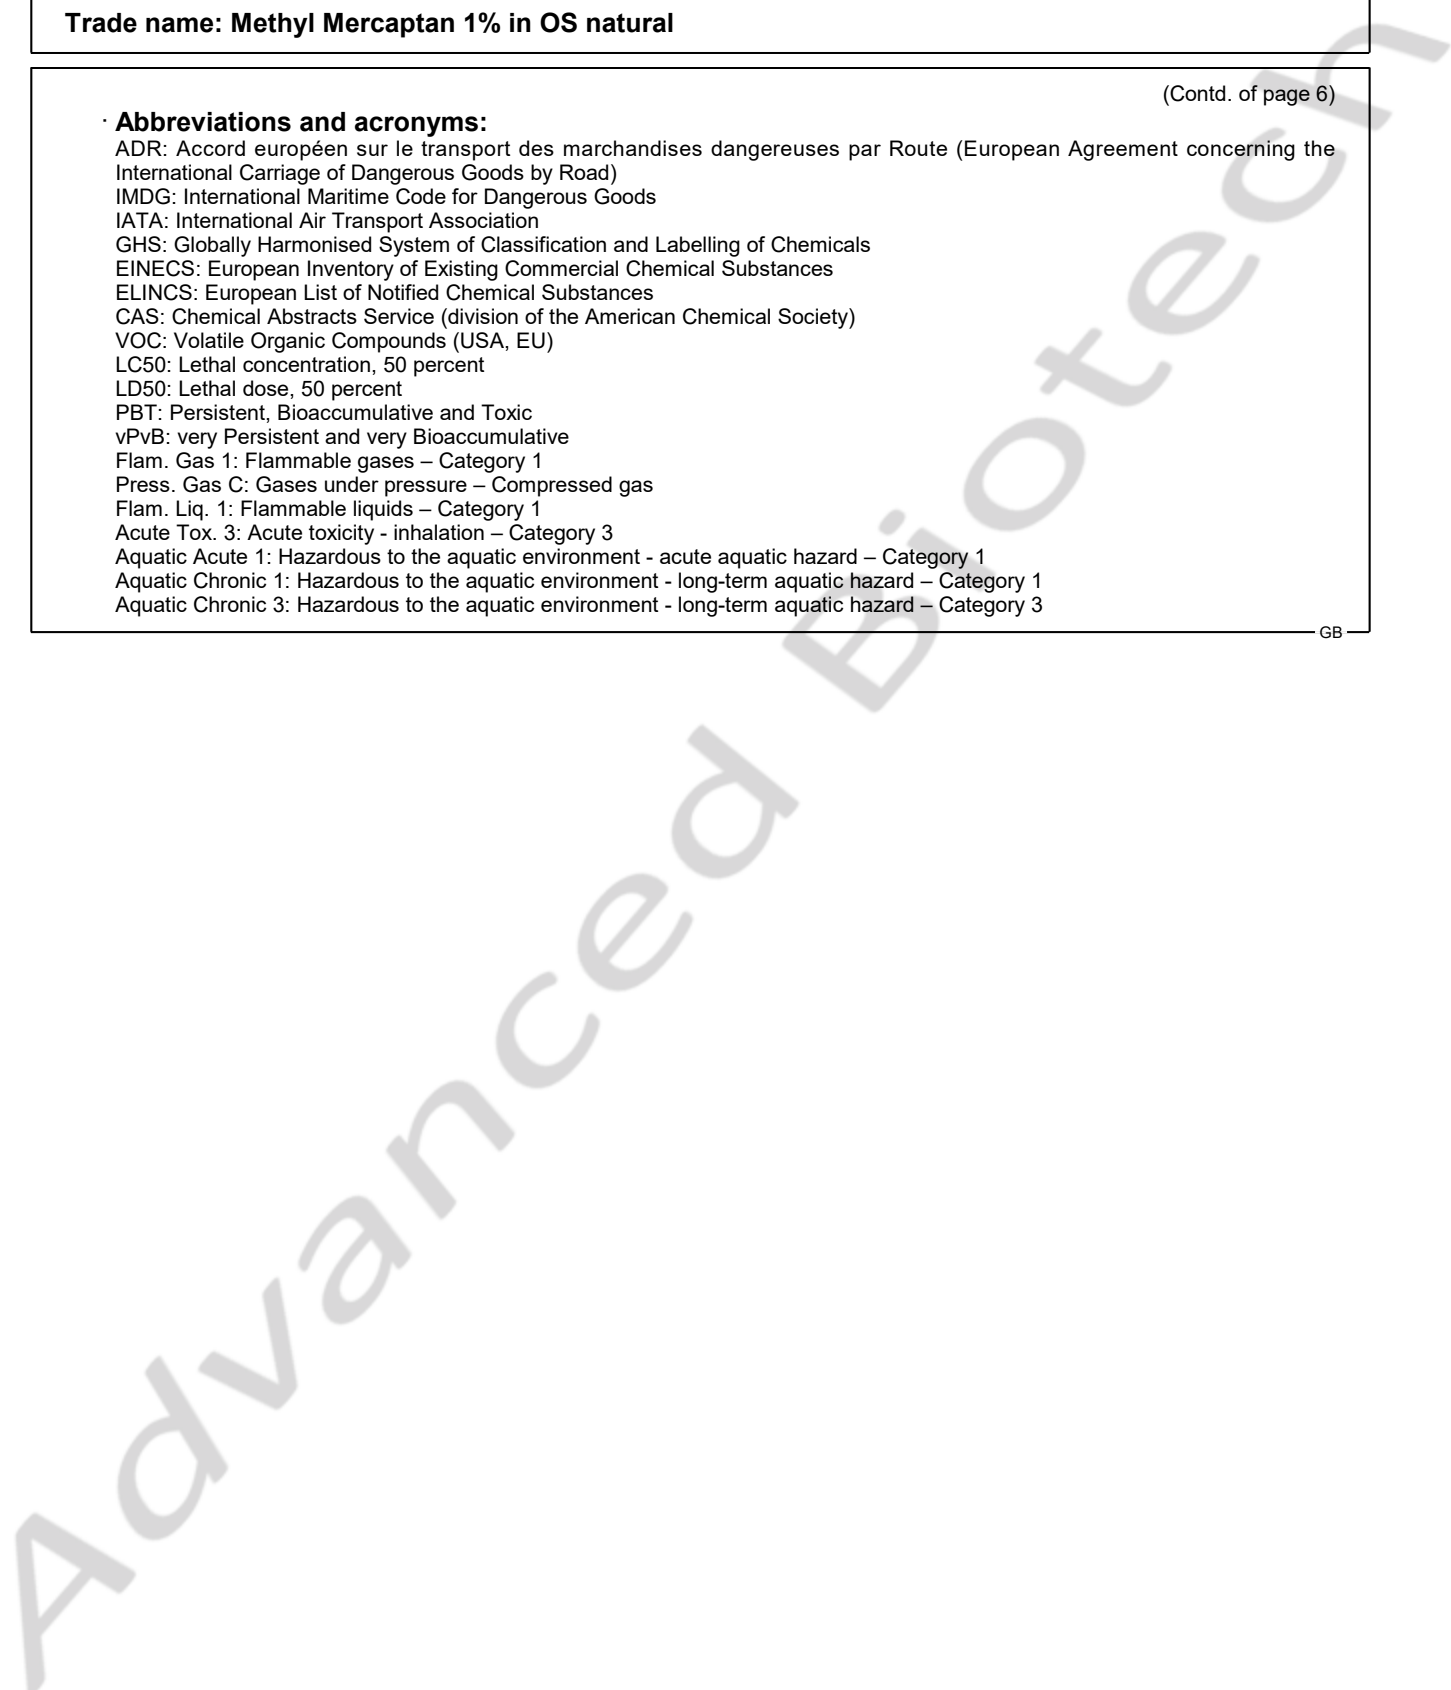 Trade name: Methyl Mercaptan 1% in OS natural
(Contd. of page 6)
· Abbreviations and acronyms:
ADR: Accord européen sur le transport des marchandises dangereuses par Route (European Agreement concerning the
International Carriage of Dangerous Goods by Road)
IMDG: International Maritime Code for Dangerous Goods
IATA: International Air Transport Association
GHS: Globally Harmonised System of Classification and Labelling of Chemicals
EINECS: European Inventory of Existing Commercial Chemical Substances
ELINCS: European List of Notified Chemical Substances
CAS: Chemical Abstracts Service (division of the American Chemical Society)
VOC: Volatile Organic Compounds (USA, EU)
LC50: Lethal concentration, 50 percent
LD50: Lethal dose, 50 percent
PBT: Persistent, Bioaccumulative and Toxic
vPvB: very Persistent and very Bioaccumulative
Flam. Gas 1: Flammable gases – Category 1
Press. Gas C: Gases under pressure – Compressed gas
Flam. Liq. 1: Flammable liquids – Category 1
Acute Tox. 3: Acute toxicity - inhalation – Category 3
Aquatic Acute 1: Hazardous to the aquatic environment - acute aquatic hazard – Category 1
Aquatic Chronic 1: Hazardous to the aquatic environment - long-term aquatic hazard – Category 1
Aquatic Chronic 3: Hazardous to the aquatic environment - long-term aquatic hazard – Category 3
GB
Advanced Biotech